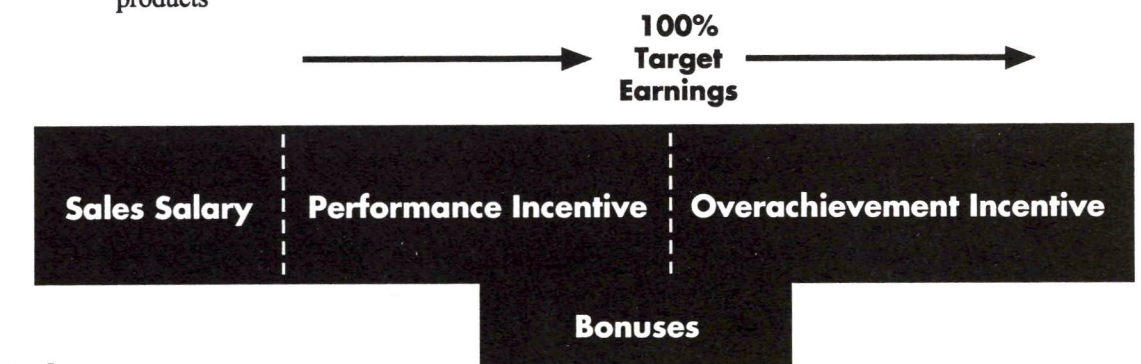 products
100%
Target
Earnings
Sales Salary Performance Incentive Overachievement Incentive
Bonuses